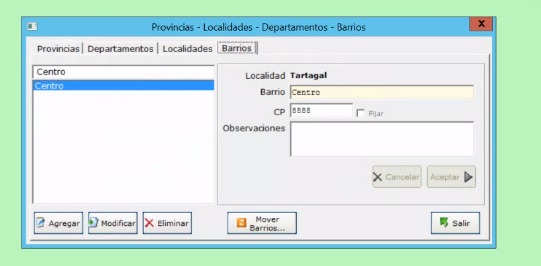 Provincias - Localidades - Departamentos - Barrios
X
Provincias Departamentos Localidades Barrios
Centro
Centro
Localidad Tartagal
Barrio Centro
CP 8888 Fijar
Observaciones
Cancelar Aceptar
Agregar Modificar Eliminar
Mover
Barrios...
Salir